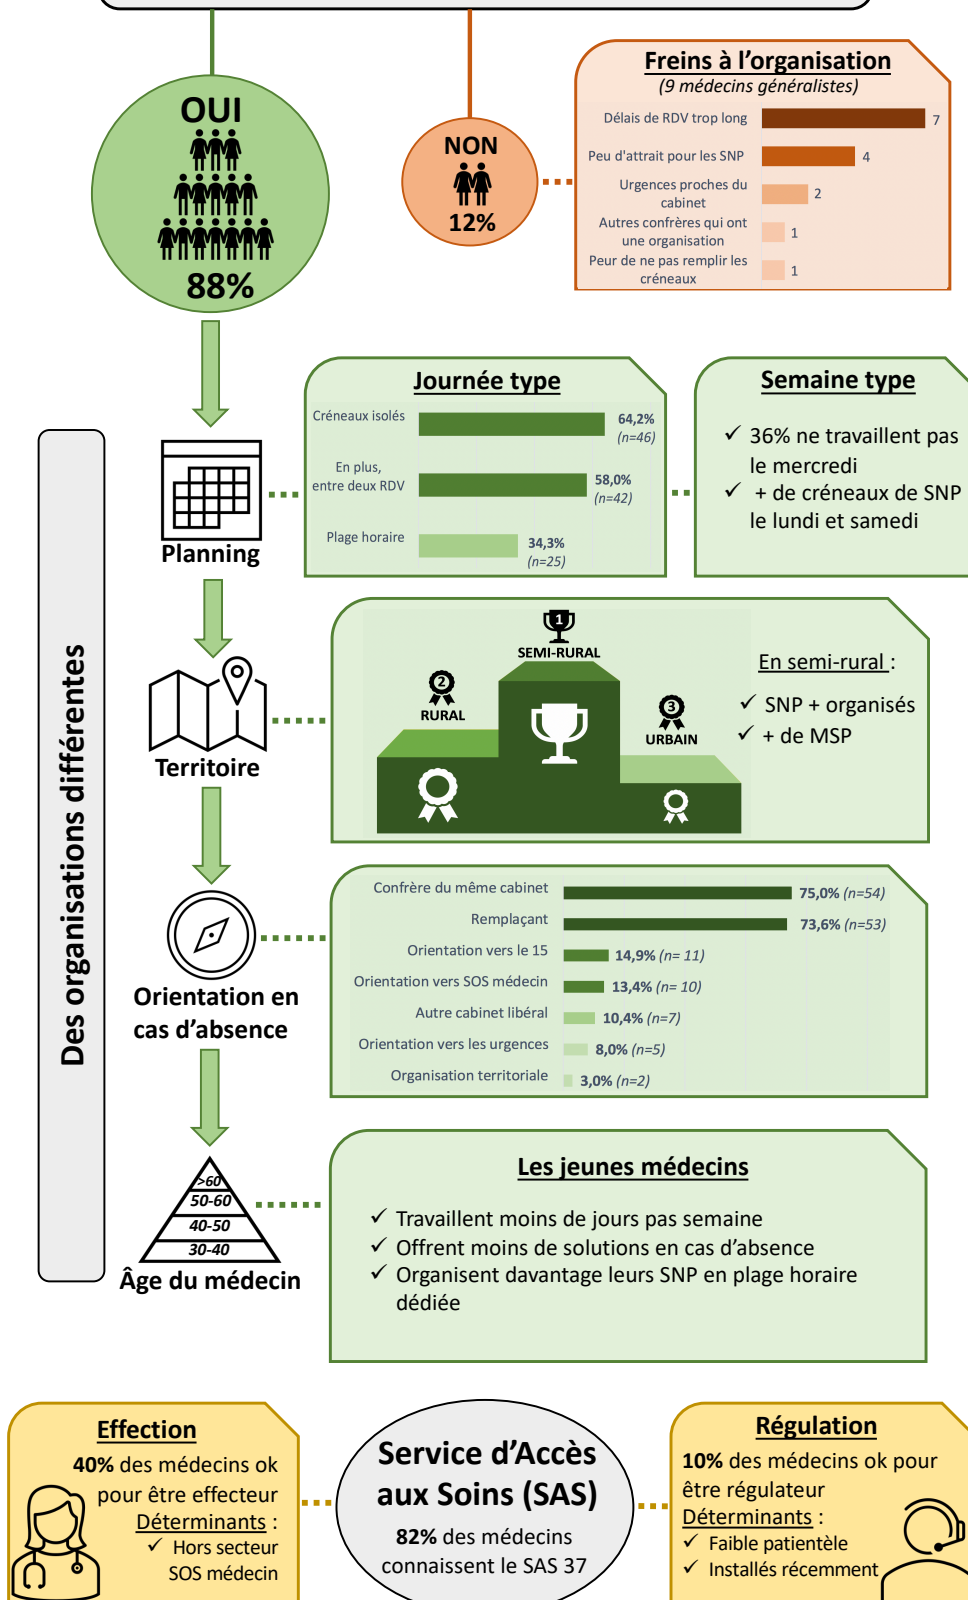 OUI
88%
NON
12%
Freins à l'organisation
(9 médecins généralistes)
Délais de RDV trop long
7
Peu d'attrait pour les SNP
4
Urgences proches du
cabinet
2
Autres confrères qui ont
une organisation
1
Peur de ne pas remplir les
créneaux
1
Des organisations différentes
Planning
Journée type
Créneaux isolés
64,2%
(n=46)
En plus,
entre deux RDV
58,0%
(n=42)
Plage horaire
34,3%
(n=25)
Semaine type
✓ 36% ne travaillent pas
le mercredi
✓ + de créneaux de SNP
le lundi et samedi
Territoire
1
SEMI-RURAL
2
RURAL
3
URBAIN
En semi-rural :
✓ SNP + organisés
✓ + de MSP
Orientation en
cas d'absence
Confrère du même cabinet
75,0% (n=54)
Remplaçant
73,6% (n=53)
Orientation vers le 15
14,9% (n= 11)
Orientation vers SOS médecin
13,4% (n= 10)
Autre cabinet libéral
10,4% (n=7)
Orientation vers les urgences
8,0% (n=5)
Organisation territoriale
3,0% (n=2)
>60
50-60
40-50
30-40
Âge du médecin
Les jeunes médecins
✓ Travaillent moins de jours pas semaine
✓ Offrent moins de solutions en cas d'absence
✓ Organisent davantage leurs SNP en plage horaire
dédiée
Effection
40% des médecins ok
pour être effecteur
Déterminants :
✓ Hors secteur
SOS médecin
Service d'Accès
aux Soins (SAS)
82% des médecins
connaissent le SAS 37
Régulation
10% des médecins ok pour
être régulateur
Déterminants :
✓ Faible patientèle
✓ Installés récemment